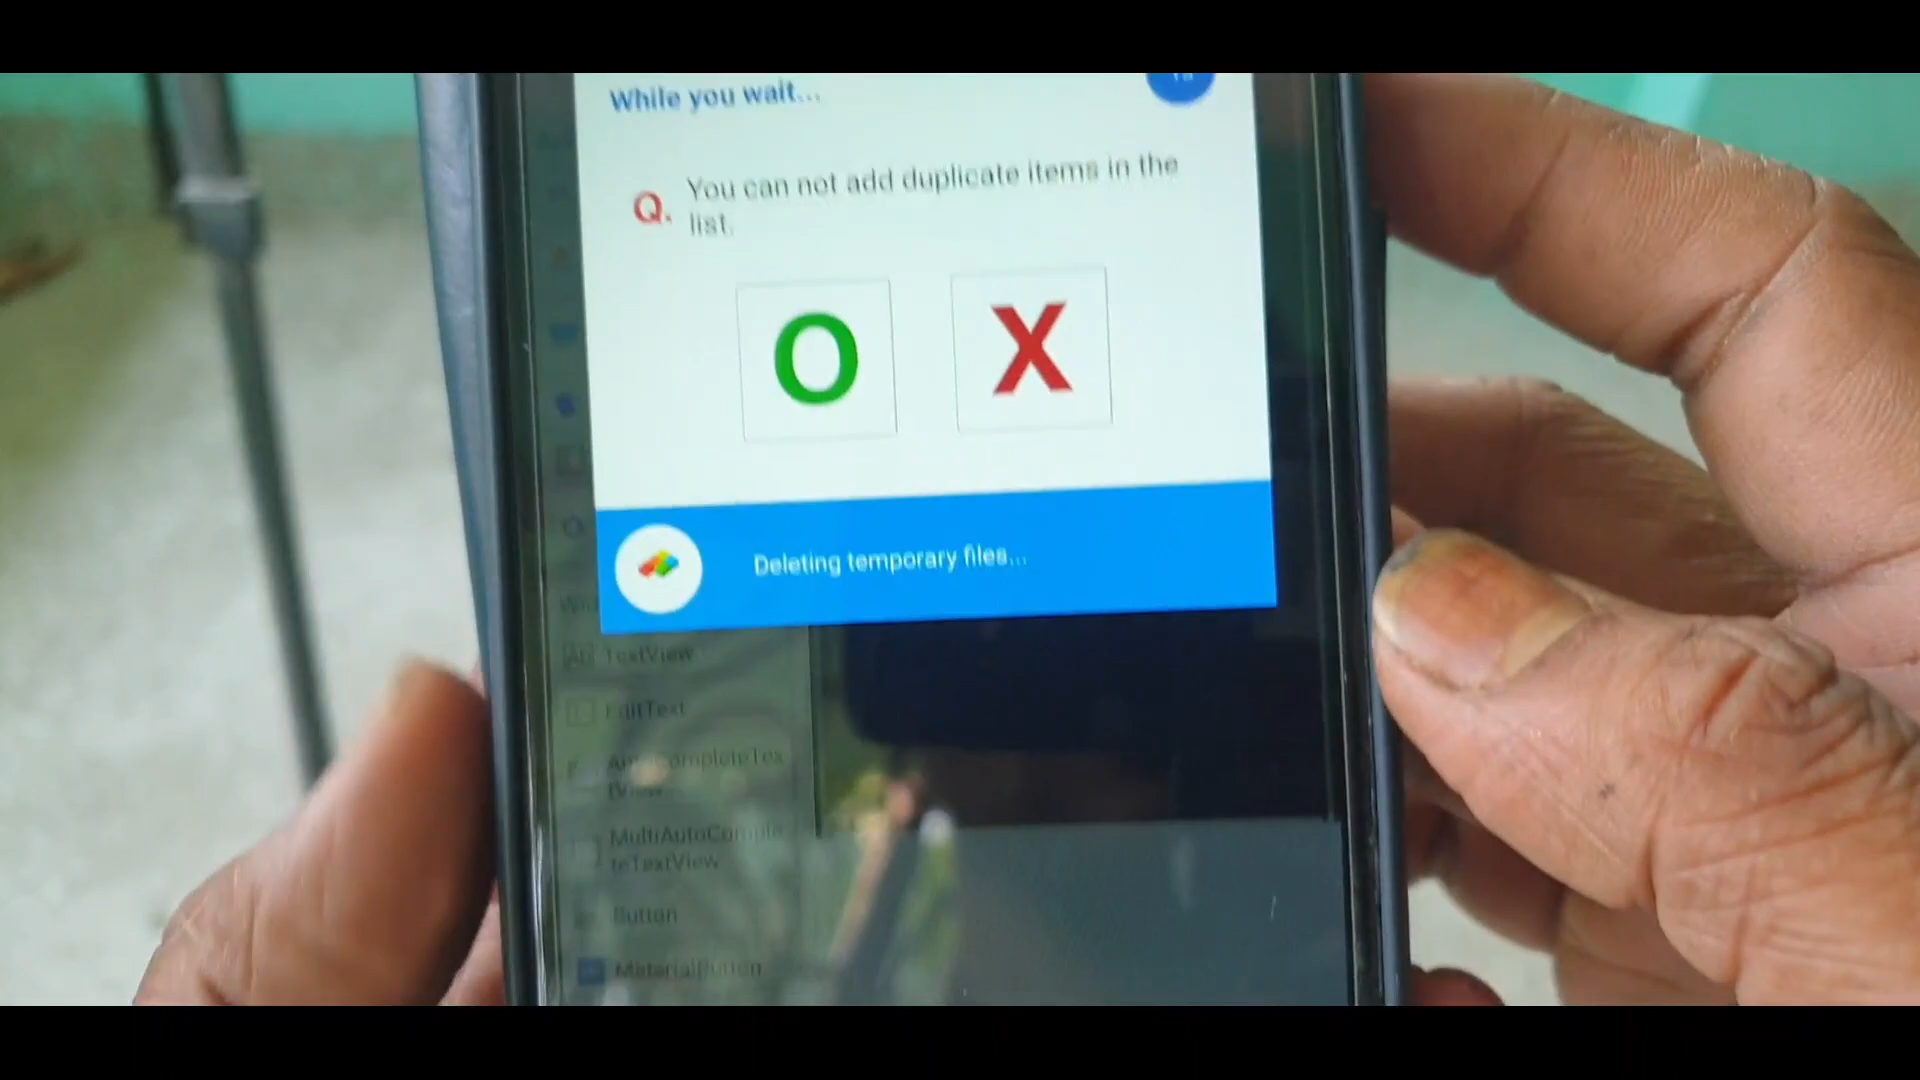 While you wait...
Q. You can not add duplicate items in the
list.
O X
Deleting temporary files...
TextView
EditText
MultiAutoComple
teTextView
Button
MaterialButton